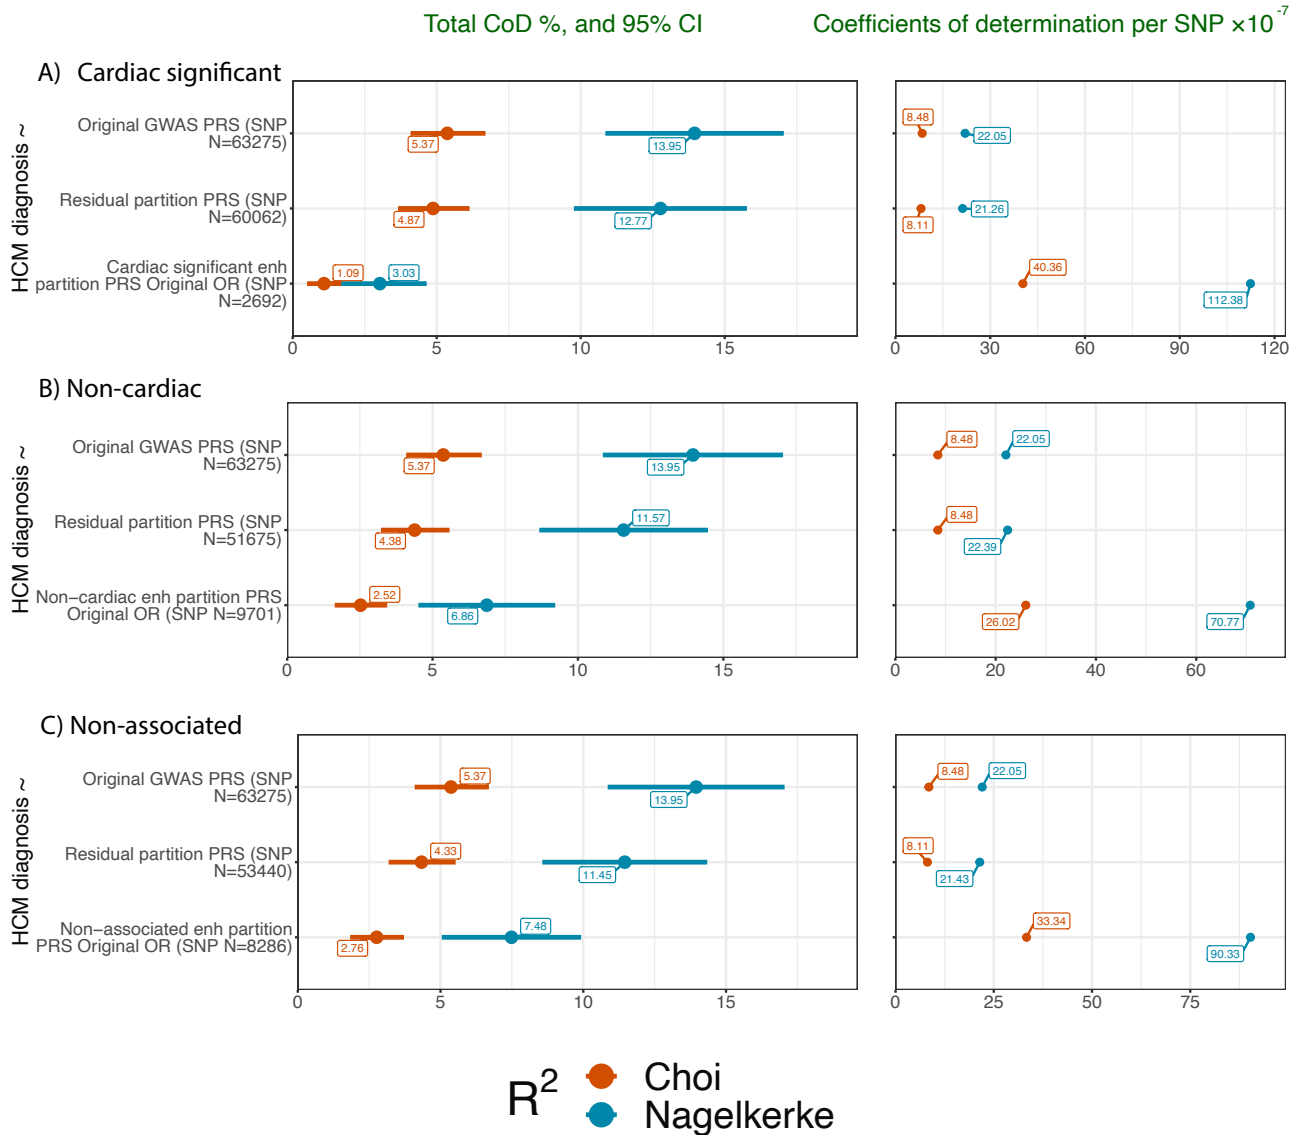 Total CoD %, and 95% CI
Coefficients of determination per SNP ×10⁻⁷
A) Cardiac significant
HCM diagnosis ~
Original GWAS PRS (SNP
N=63275)
Residual partition PRS (SNP
N=60062)
Cardiac significant enh
partition PRS Original OR (SNP
N=2692)
5.37
13.95
4.87
12.77
1.09
3.03
0
5
10
15
8.48
22.05
8.11
21.26
40.36
112.38
0
30
60
90
120
B) Non-cardiac
HCM diagnosis ~
Original GWAS PRS (SNP
N=63275)
Residual partition PRS (SNP
N=51675)
Non−cardiac enh partition PRS
Original OR (SNP N=9701)
5.37
13.95
4.38
11.57
2.52
6.86
0
5
10
15
8.48
22.05
8.48
22.39
26.02
70.77
0
20
40
60
C) Non-associated
HCM diagnosis ~
Original GWAS PRS (SNP
N=63275)
Residual partition PRS (SNP
N=53440)
Non−associated enh partition
PRS Original OR (SNP N=8286)
5.37
13.95
4.33
11.45
2.76
7.48
0
5
10
15
8.48
22.05
8.11
21.43
33.34
90.33
0
25
50
75
R²
Choi
Nagelkerke